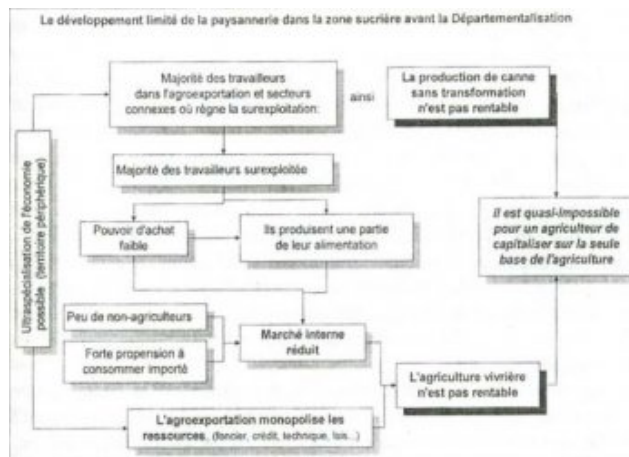 Le développement limité de la paysannerie dans la zone sucrière avant la Départementalisation
Majorité des travailleurs
dans l'agroexportation et secteurs
connexes où règne la surexploitation:
ainsi
La production de canne
sans transformation
n'est pas rentable
Ultraspécialisation de l'économie
possible (territoire périphérique)
Majorité des travailleurs surexploitée
Pouvoir d'achat
faible
Ils produisent une partie
de leur alimentation
il est quasi-impossible
pour un agriculteur de
capitaliser sur la seule
base de l'agriculture
Peu de non-agriculteurs
Forte propension à
consommer importé
Marché interne
réduit
L'agriculture vivrière
n'est pas rentable
L'agroexportation monopolise les
ressources, (foncier, crédit, technique, lois...)